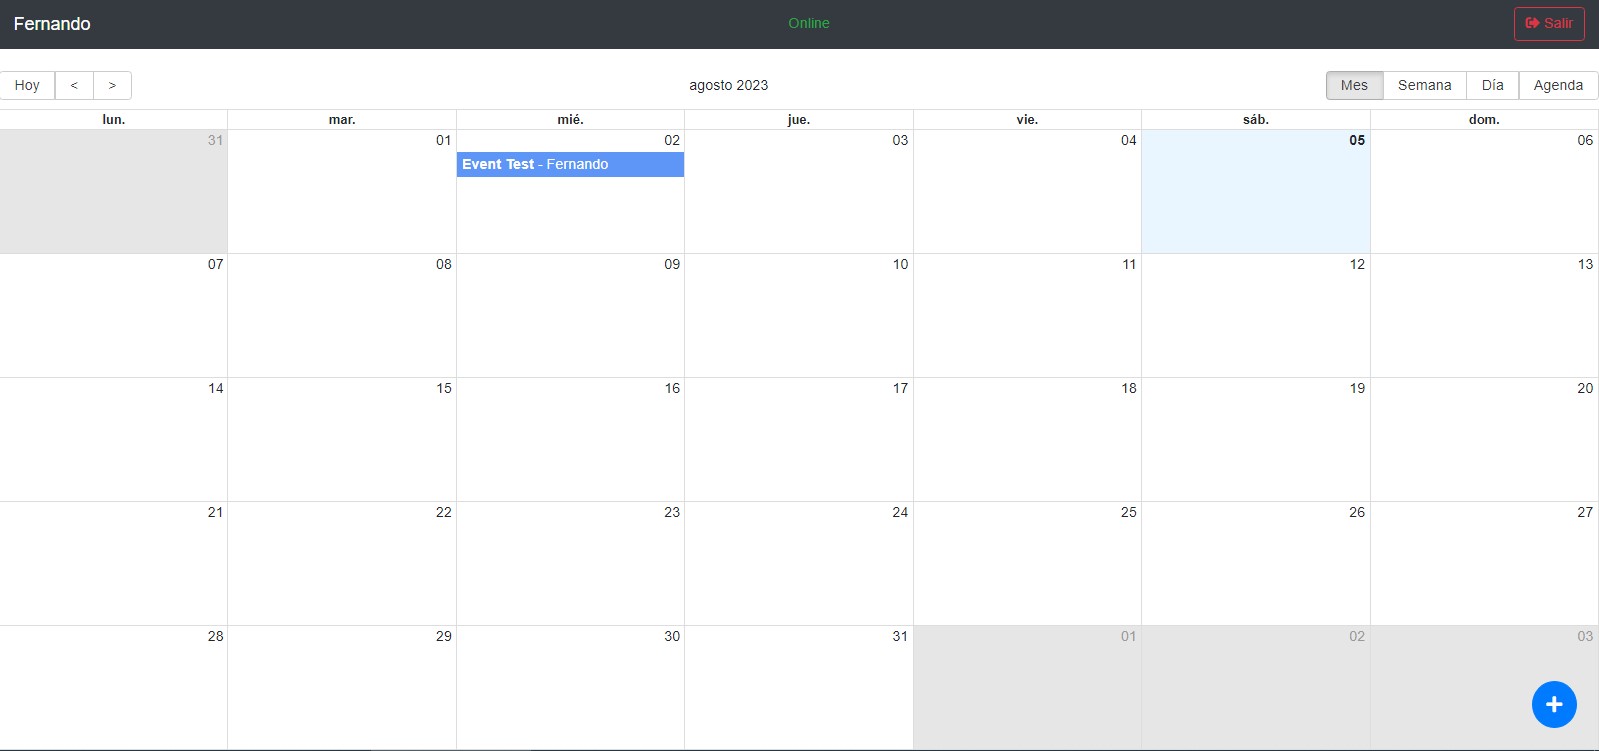 Fernando Online Salir
Hoy < > agosto 2023 Mes Semana Día Agenda
lun. mar. mié. jue. vie. sáb. dom.
31 01 02 03 04 05 06
Event Test - Fernando
07 08 09 10 11 12 13
14 15 16 17 18 19 20
21 22 23 24 25 26 27
28 29 30 31 01 02 03
+